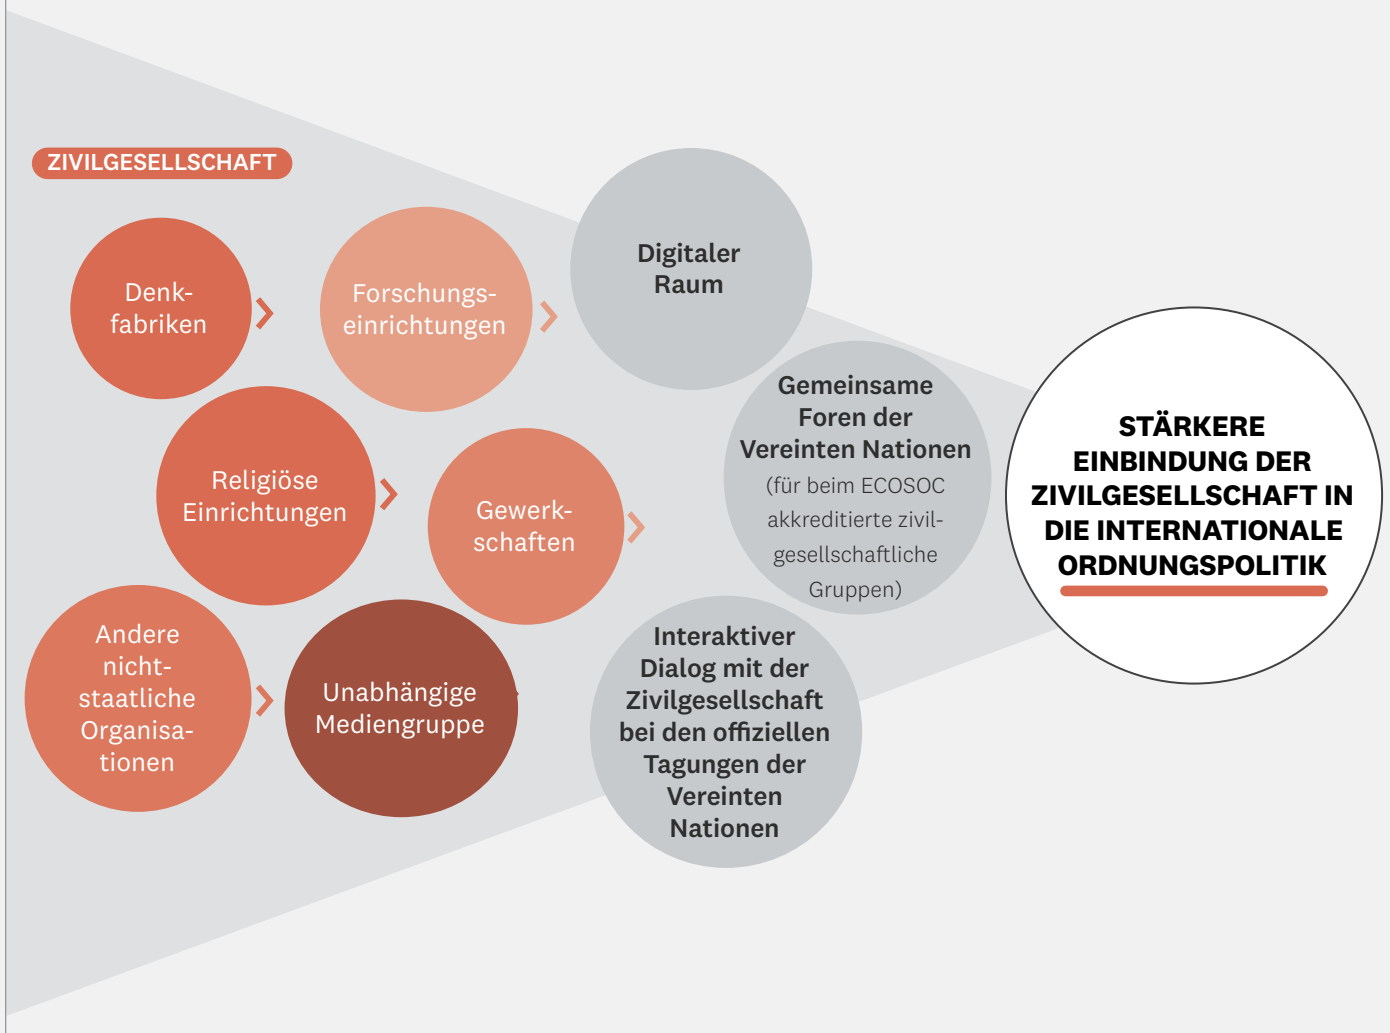 ZIVILGESELLSCHAFT
Denk-
fabriken
Forschungs-
einrichtungen
Religiöse
Einrichtungen
Gewerk-
schaften
Andere
nicht-
staatliche
Organisa-
tionen
Unabhängige
Mediengruppe
Digitaler
Raum
Gemeinsame
Foren der
Vereinten Nationen
(für beim ECOSOC
akkreditierte zivil-
gesellschaftliche
Gruppen)
Interaktiver
Dialog mit der
Zivilgesellschaft
bei den offiziellen
Tagungen der
Vereinten
Nationen
STÄRKERE
EINBINDUNG DER
ZIVILGESELLSCHAFT IN
DIE INTERNATIONALE
ORDNUNGSPOLITIK